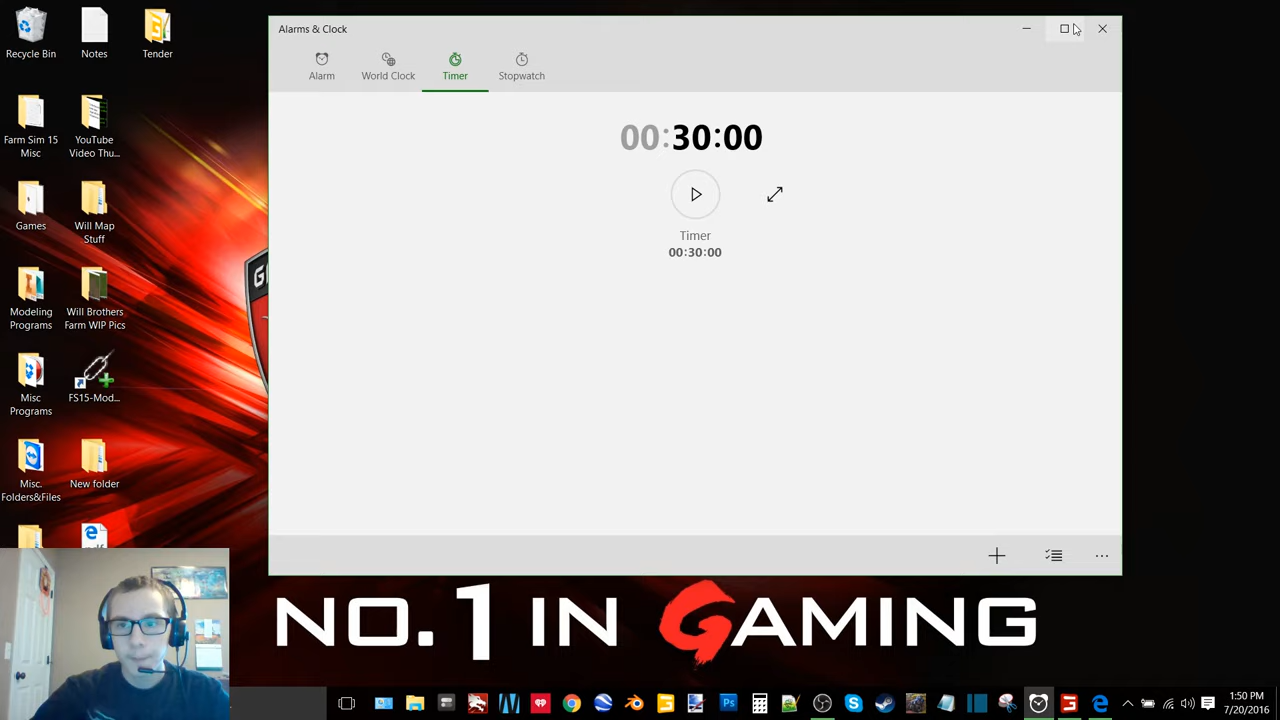 Recycle Bin
Notes
Tender
Farm Sim 15
Misc
YouTube
Video Thu...
Games
Will Map
Stuff
Modeling
Programs
Will Brothers
Farm WIP Pics
Misc
Programs
FS15-Mod...
Misc.
Folders&Files
New folder
Alarms & Clock
Alarm
World Clock
Timer
Stopwatch
00:30:00
Timer
00:30:00
NO.1 IN GAMING
1:50 PM
7/20/2016